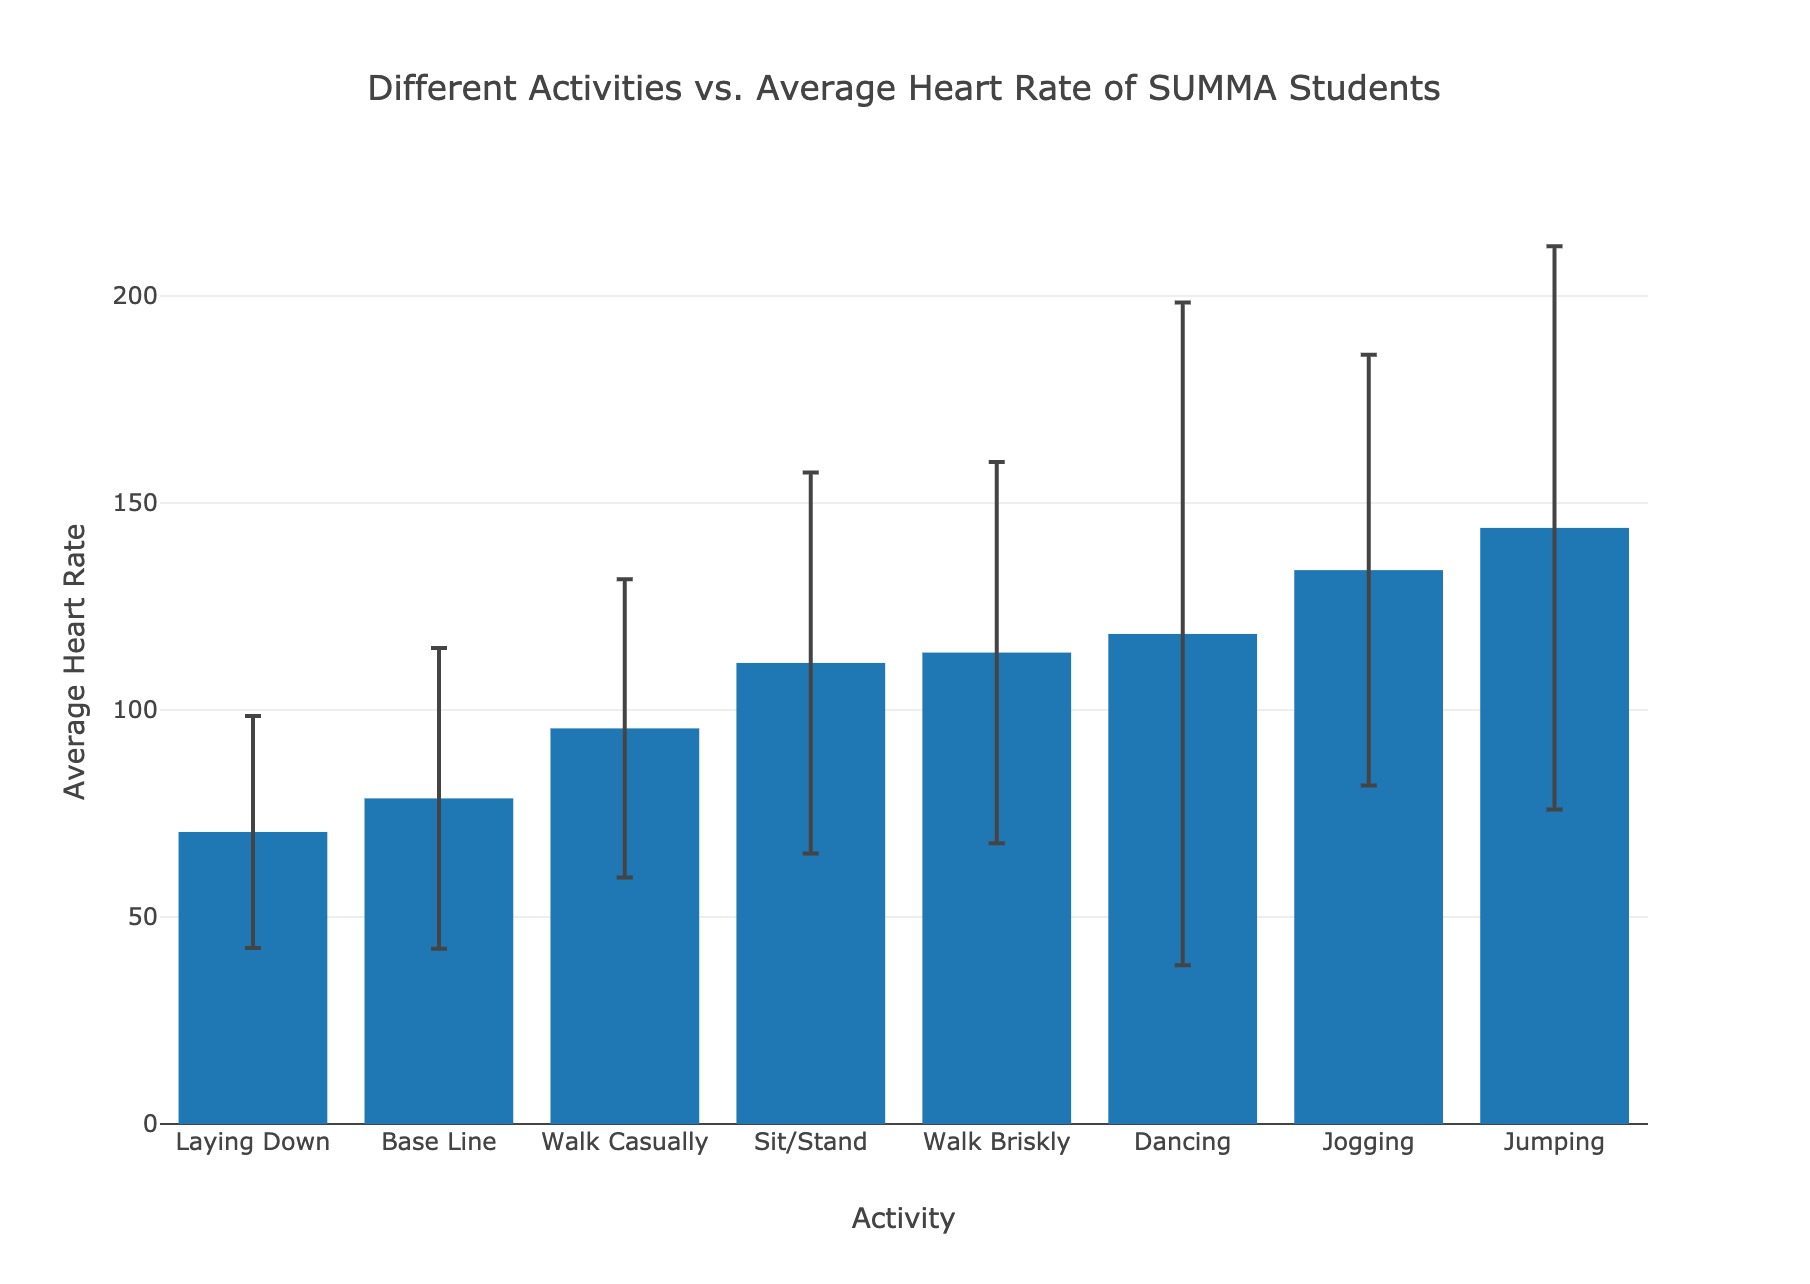 Different Activities vs. Average Heart Rate of SUMMA Students
Average Heart Rate
200
150
100
50
0
Laying Down Base Line Walk Casually Sit/Stand Walk Briskly Dancing Jogging Jumping
Activity